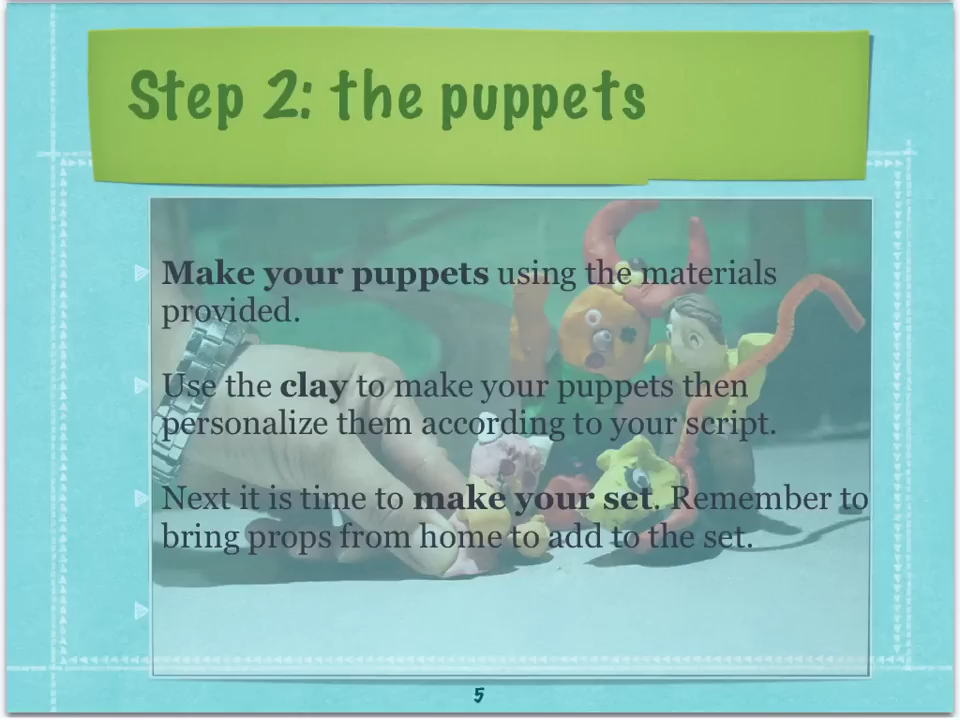 Step 2: the puppets
Make your puppets using the materials
provided.
Use the clay to make your puppets then
personalize them according to your script.
Next it is time to make your set. Remember to
bring props from home to add to the set.
5